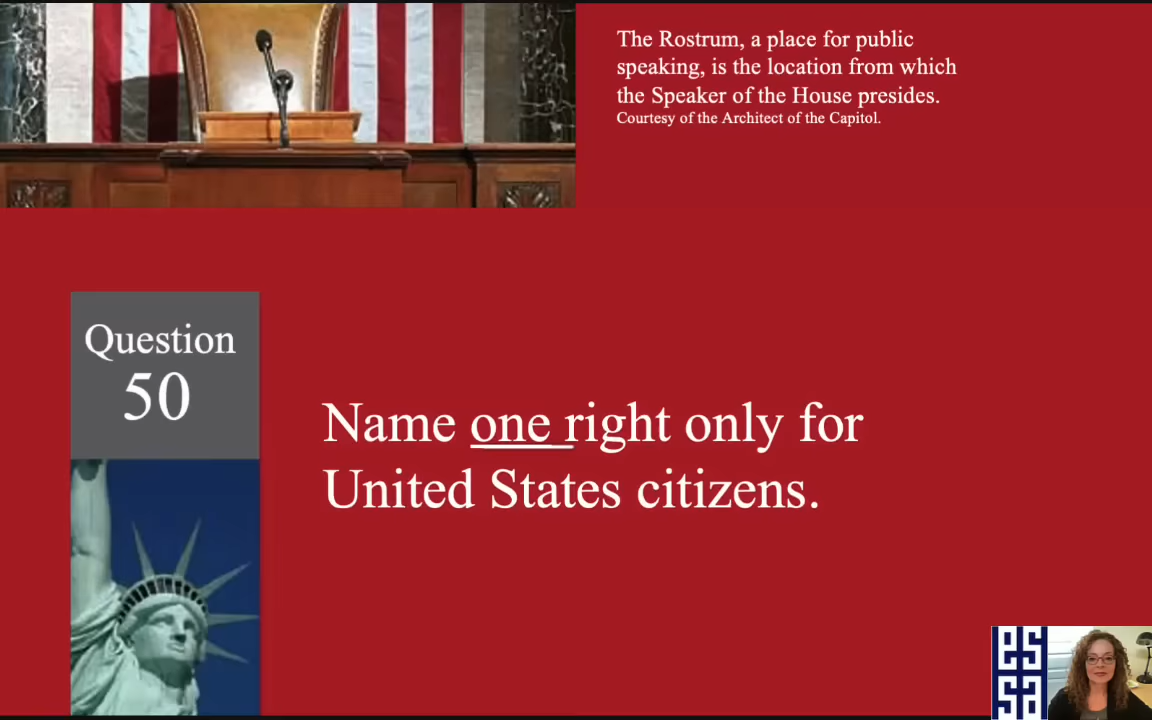 The Rostrum, a place for public
speaking, is the location from which
the Speaker of the House presides.
Courtesy of the Architect of the Capitol.
Question
50
Name one right only for
United States citizens.